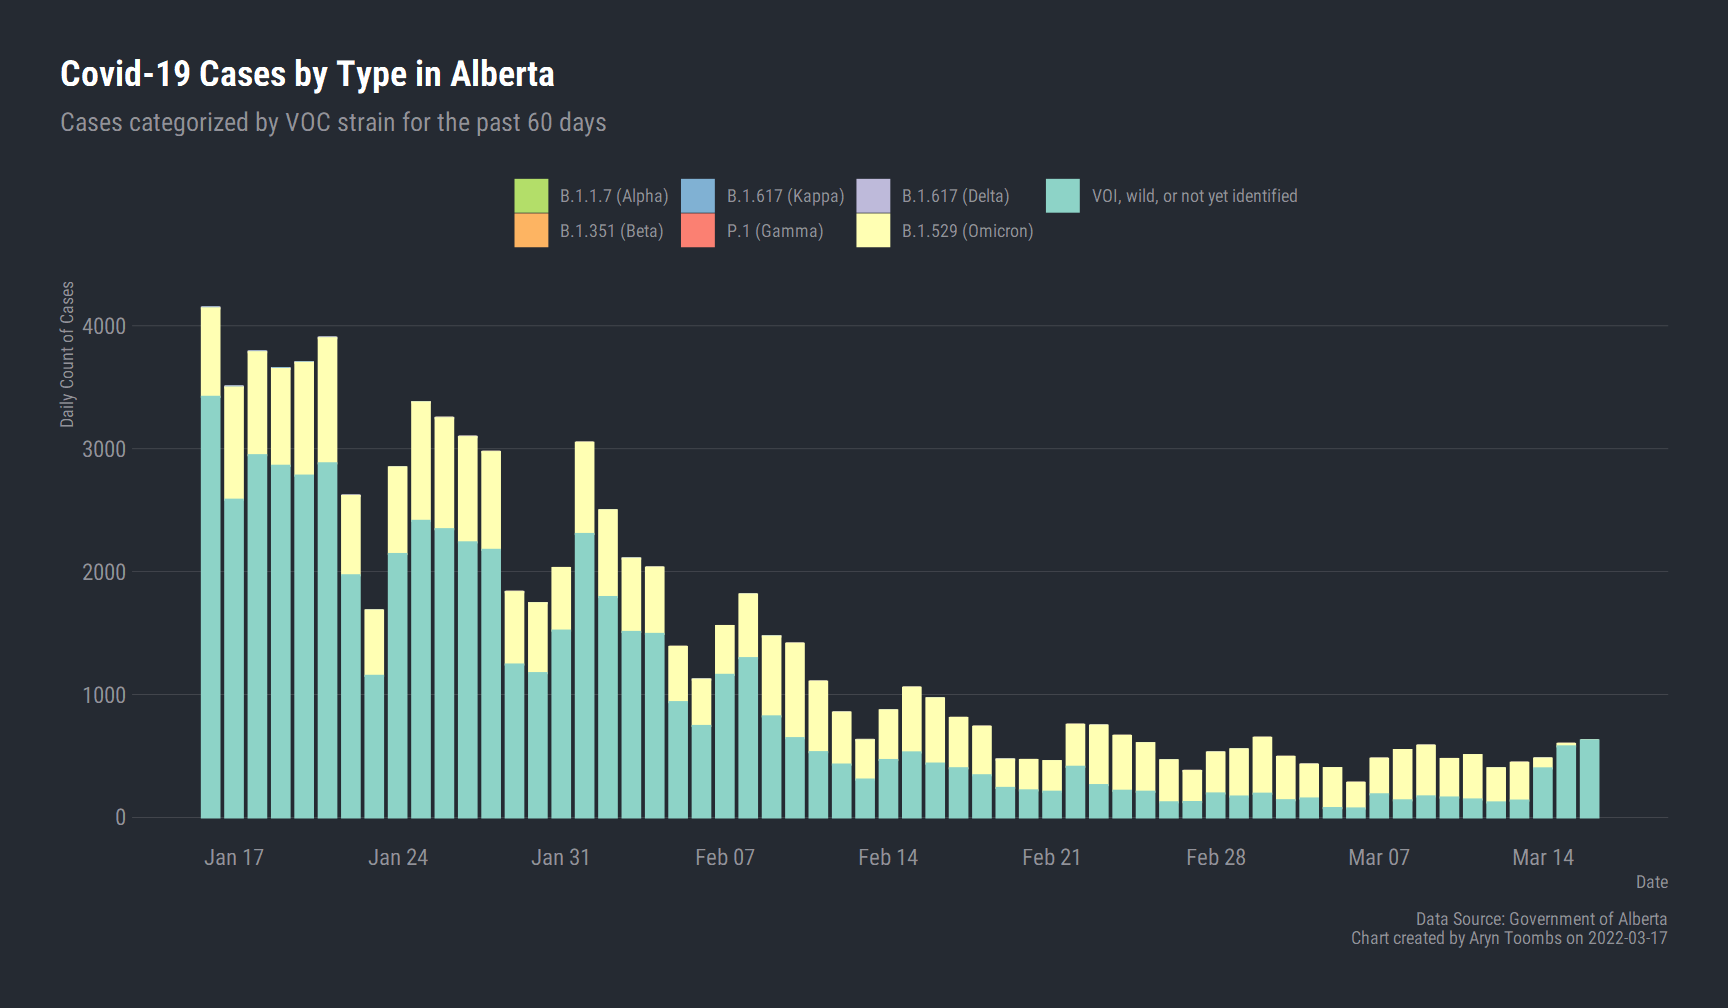 Covid-19 Cases by Type in Alberta
Cases categorized by VOC strain for the past 60 days
B.1.1.7 (Alpha)
B.1.617 (Kappa)
B.1.617 (Delta)
VOI, wild, or not yet identified
B.1.351 (Beta)
P.1 (Gamma)
B.1.529 (Omicron)
Daily Count of Cases
4000
3000
2000
1000
0
Jan 17
Jan 24
Jan 31
Feb 07
Feb 14
Feb 21
Feb 28
Mar 07
Mar 14
Date
Data Source: Government of Alberta
Chart created by Aryn Toombs on 2022-03-17